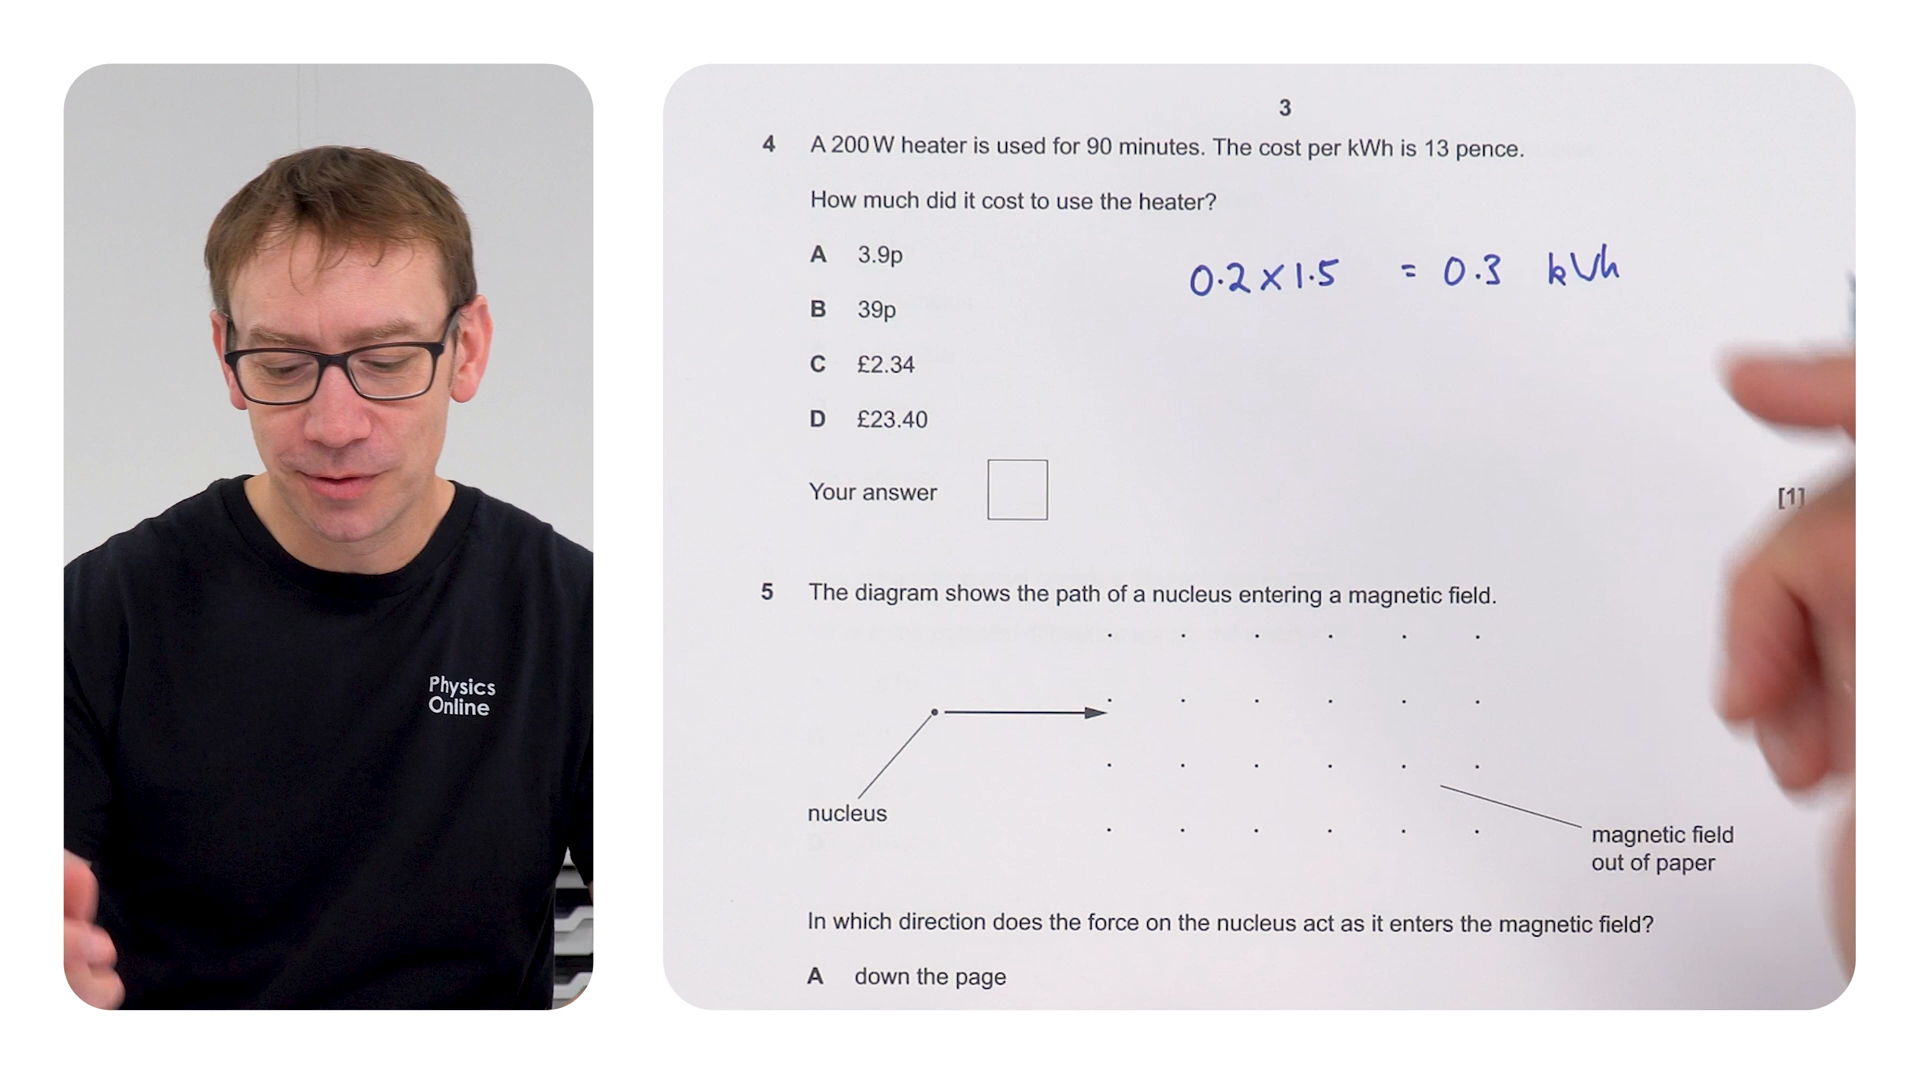 Physics
Online
3
4 A 200 W heater is used for 90 minutes. The cost per kWh is 13 pence.
How much did it cost to use the heater?
A 3.9p
0.2 × 1.5 = 0.3 kWh
B 39p
C £2.34
D £23.40
Your answer
[1]
5 The diagram shows the path of a nucleus entering a magnetic field.
nucleus
magnetic field
out of paper
In which direction does the force on the nucleus act as it enters the magnetic field?
A down the page